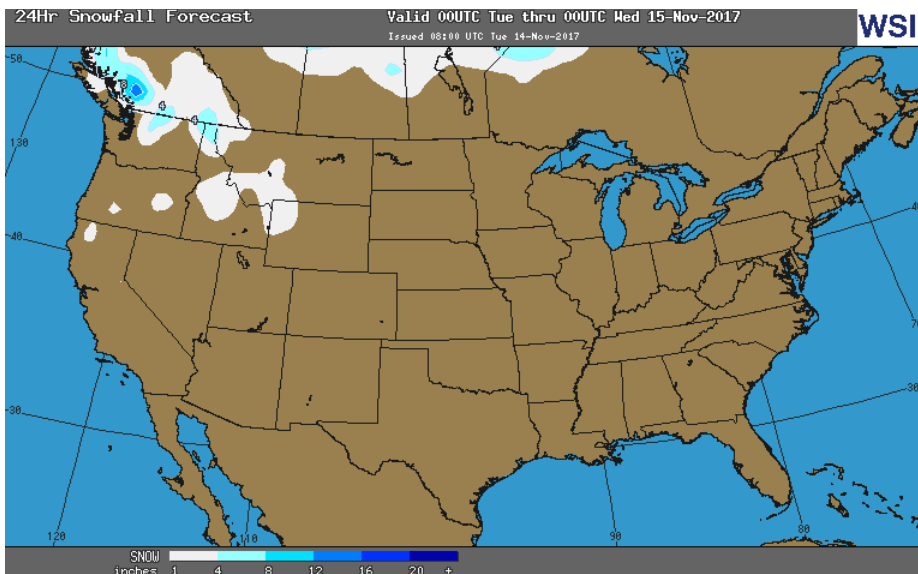 24Hr Snowfall Forecast
Valid 00UTC Tue thru 00UTC Wed 15-Nov-2017
Issued 08:00 UTC Tue 14-Nov-2017
WSI
50
130
40
30
120
110
90
80
30
4
4
SNOW
inches 1 4 8 12 16 20 +